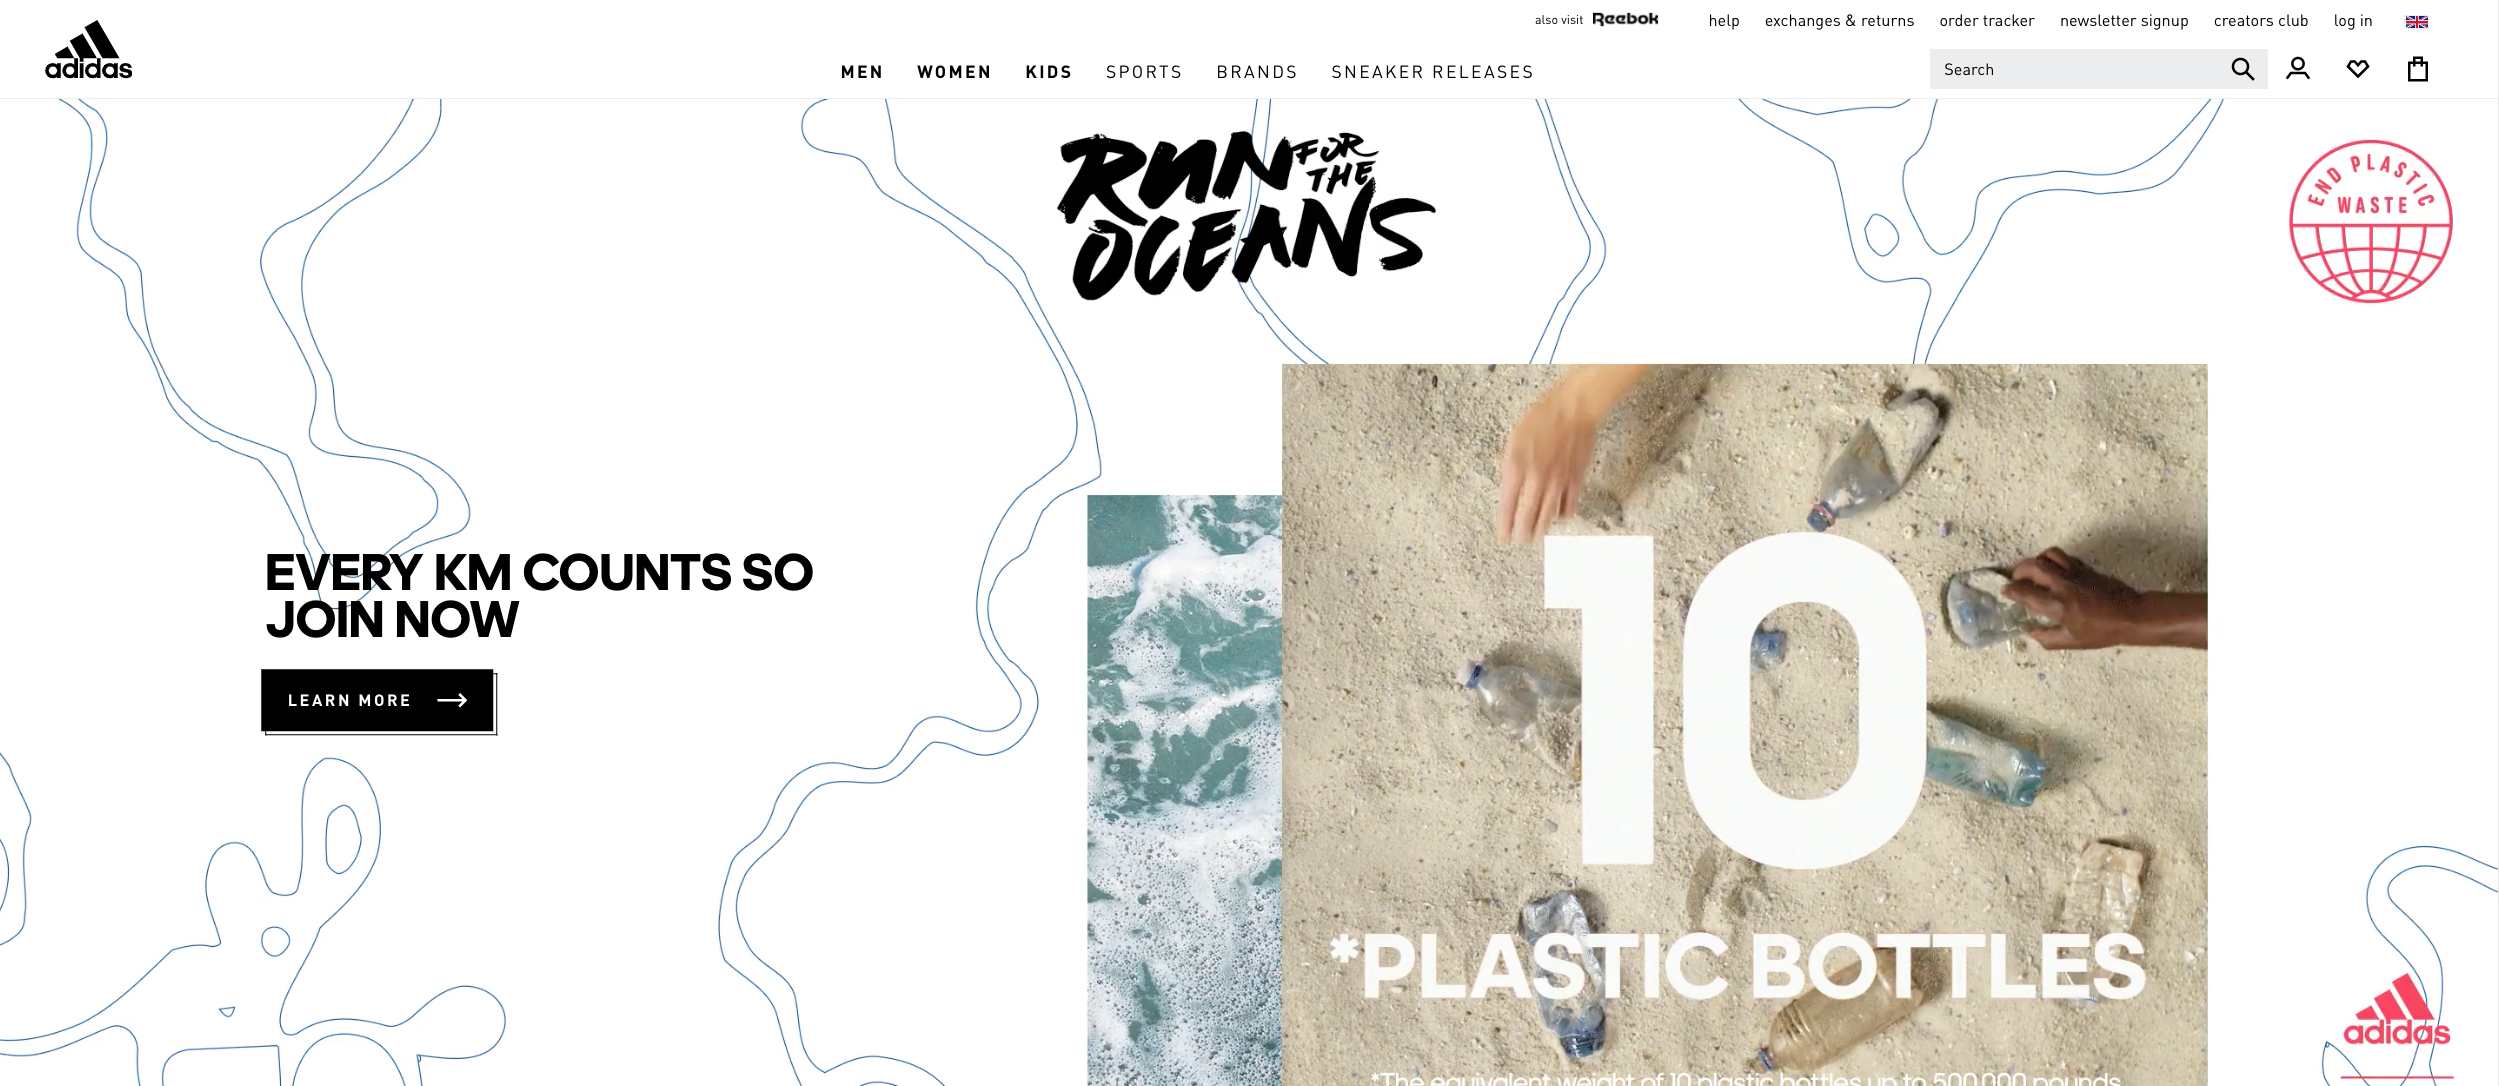 also visit Reebok help exchanges & returns order tracker newsletter signup creators club log in
adidas
MEN WOMEN KIDS SPORTS BRANDS SNEAKER RELEASES
Search
RUN FOR THE OCEANS
END PLASTIC
WASTE
EVERY KM COUNTS SO
JOIN NOW
LEARN MORE
10
*PLASTIC BOTTLES
*The equivalent weight of 10 plastic bottles up to 500,000 pounds
adidas